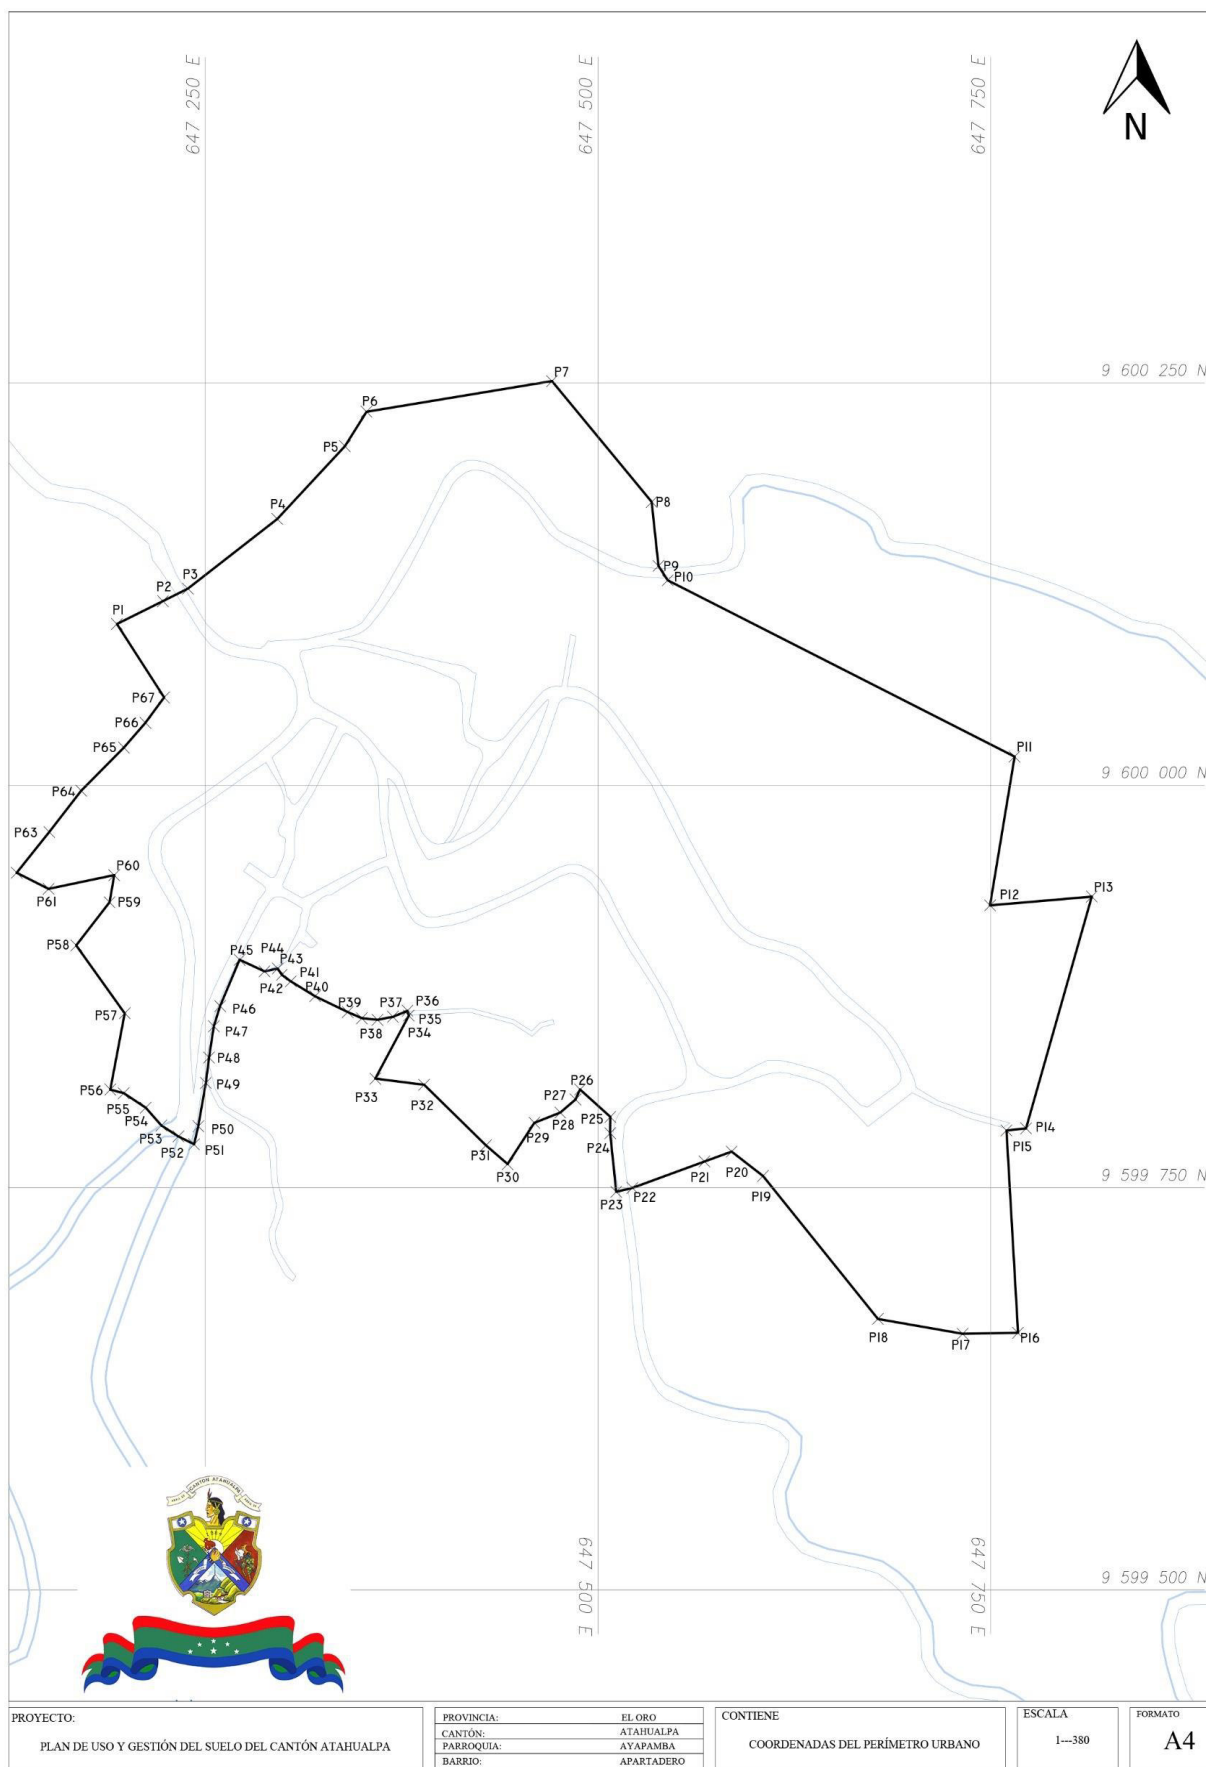 647 250 E
647 500 E
647 750 E
N
P7
9 600 250 N
P6
P5
P4
P8
P9
P10
P3
P2
P1
P67
P66
P65
P11
9 600 000 N
P64
P63
P60
P61
P59
P13
P12
P58
P45
P44
P43
P42
P41
P40
P39
P38
P37
P36
P35
P34
P46
P47
P57
P48
P49
P33
P32
P56
P55
P54
P53
P52
P51
P50
P31
P30
P29
P28
P27
P26
P25
P24
P14
P15
P23
P22
P21
P20
P19
9 599 750 N
P18
P17
P16
CANTÓN ATAHUALPA
647 500 E
647 750 E
9 599 500 N
PROYECTO:
PLAN DE USO Y GESTIÓN DEL SUELO DEL CANTÓN ATAHUALPA
PROVINCIA: EL ORO
CANTÓN: ATAHUALPA
PARROQUIA: AYAPAMBA
BARRIO: APARTADERO
CONTIENE
COORDENADAS DEL PERÍMETRO URBANO
ESCALA
1---380
FORMATO
A4